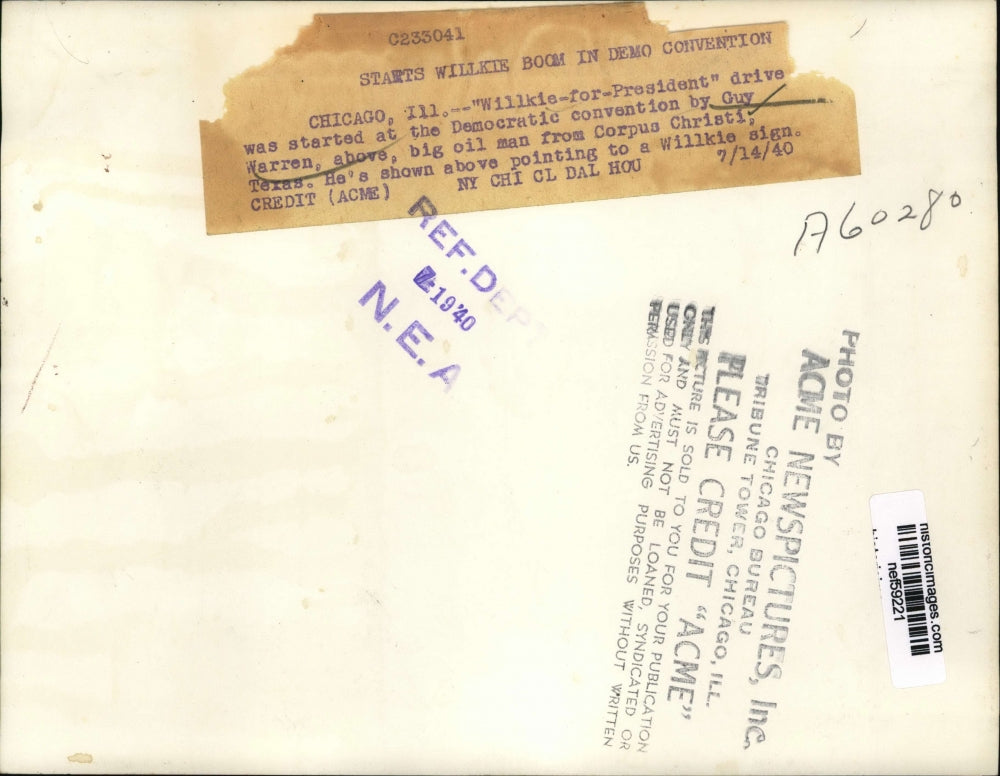 C233041
STARTS WILLKIE BOOM IN DEMO CONVENTION
CHICAGO, Ill.--"Willkie-for-President" drive
was started at the Democratic convention by Guy
Warren, above, big oil man from Corpus Christi,
Texas. He's shown above pointing to a Willkie sign.
CREDIT (ACME) NY CHI CL DAL HOU 7/14/40
A60280
REF. DEPT
1940
N. E. A
PHOTO BY
ACME NEWSPICTURES, Inc.
CHICAGO BUREAU
TRIBUNE TOWER, CHICAGO, ILL.
PLEASE CREDIT "ACME"
THIS PICTURE IS SOLD TO YOU FOR YOUR PUBLICATION
ONLY AND MUST NOT BE LOANED, SYNDICATED OR
USED FOR ADVERTISING PURPOSES WITHOUT WRITTEN
PERMISSION FROM US.
historicimages.com
nef59221